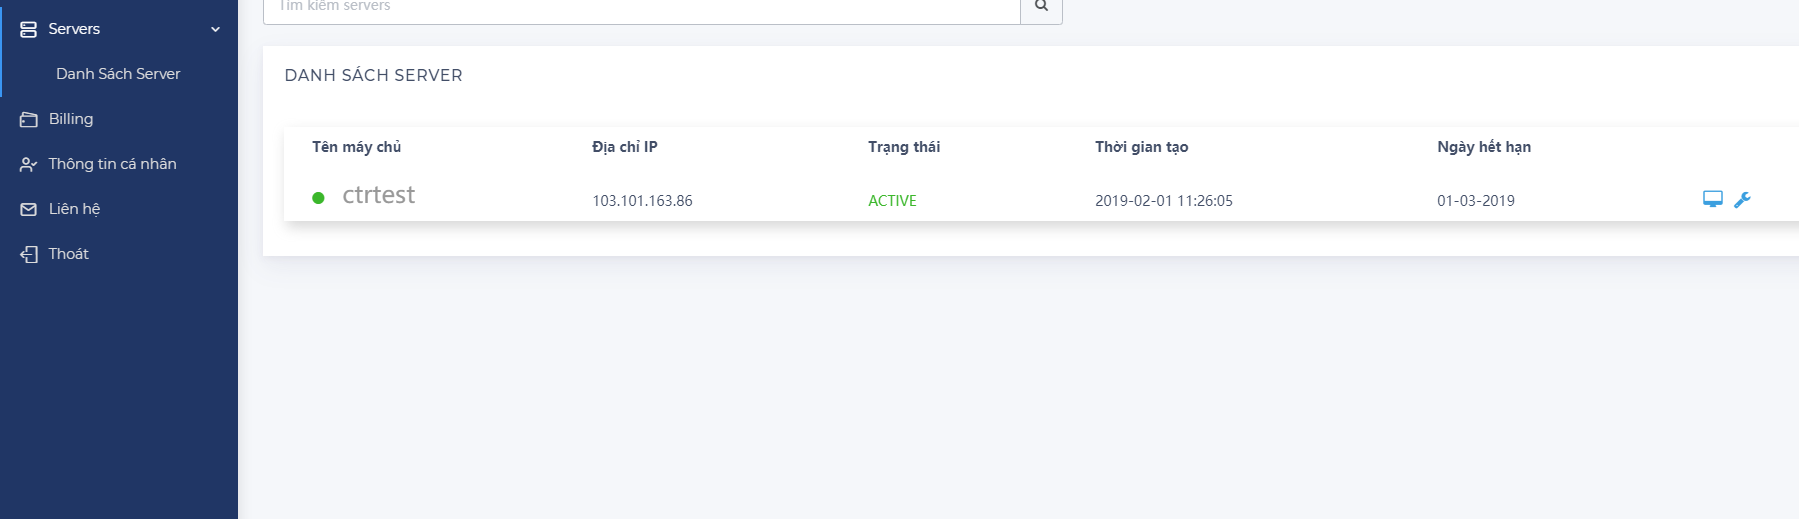 Tìm kiếm servers
Servers
Danh Sách Server
Billing
Thông tin cá nhân
Liên hệ
Thoát
DANH SÁCH SERVER
Tên máy chủ Địa chỉ IP Trạng thái Thời gian tạo Ngày hết hạn
ctrtest 103.101.163.86 ACTIVE 2019-02-01 11:26:05 01-03-2019